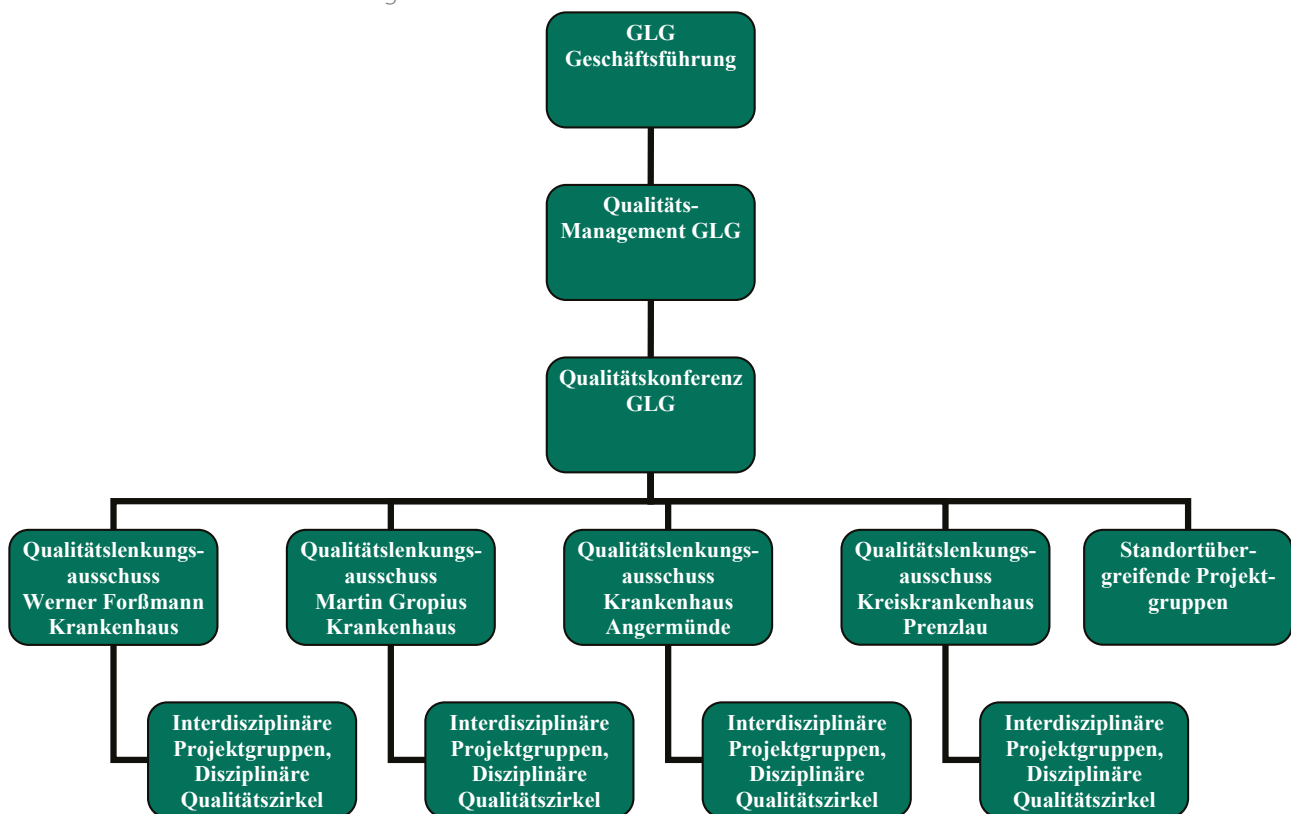 GLG
Geschäftsführung
Qualitäts-
Management GLG
Qualitätskonferenz
GLG
Qualitätslenkungs-
ausschuss
Werner Forßmann
Krankenhaus
Qualitätslenkungs-
ausschuss
Martin Gropius
Krankenhaus
Qualitätslenkungs-
ausschuss
Krankenhaus
Angermünde
Qualitätslenkungs-
ausschuss
Kreiskrankenhaus
Prenzlau
Standortüber-
greifende Projekt-
gruppen
Interdisziplinäre
Projektgruppen,
Disziplinäre
Qualitätszirkel
Interdisziplinäre
Projektgruppen,
Disziplinäre
Qualitätszirkel
Interdisziplinäre
Projektgruppen,
Disziplinäre
Qualitätszirkel
Interdisziplinäre
Projektgruppen,
Disziplinäre
Qualitätszirkel